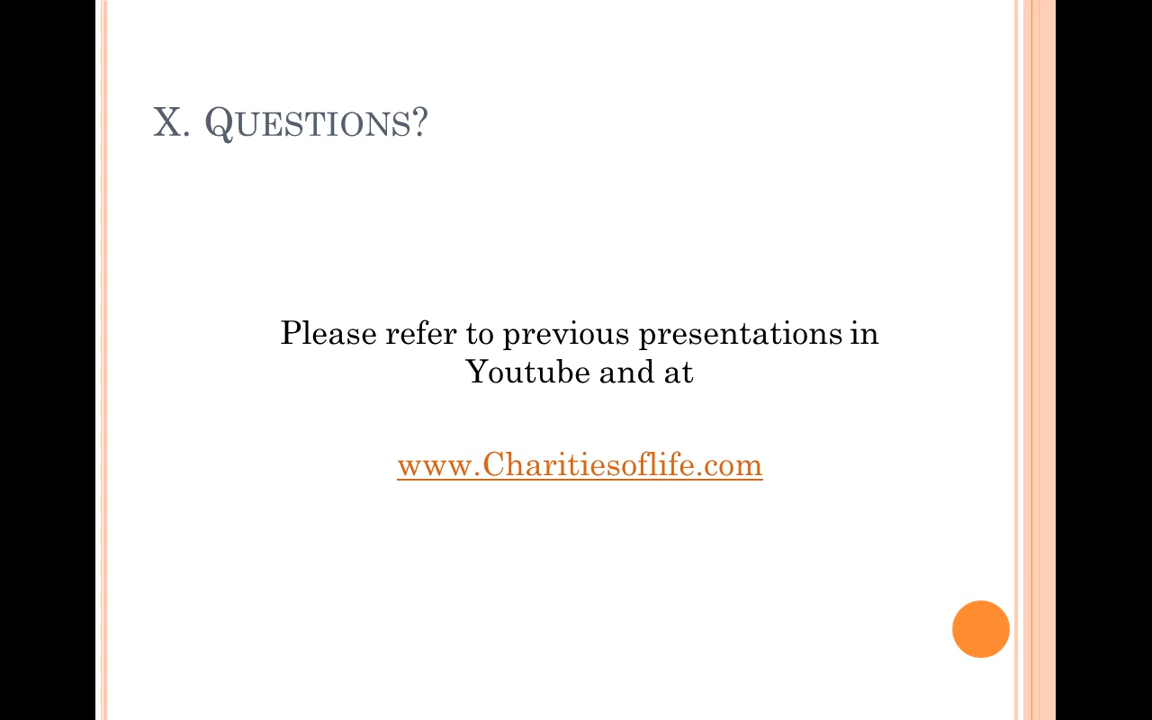 X. QUESTIONS?
Please refer to previous presentations in
Youtube and at
www.Charitiesoflife.com